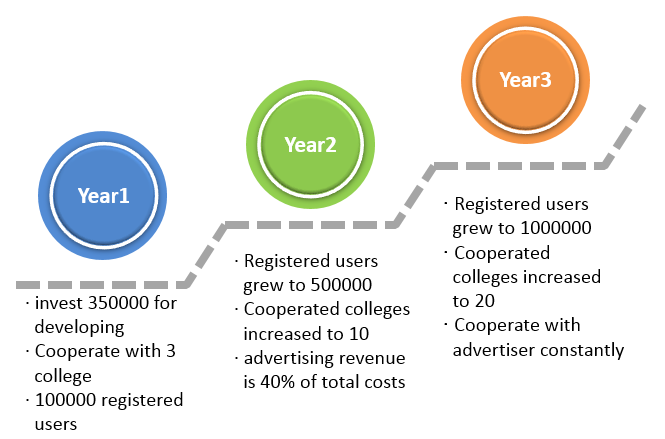 Year1
· invest 350000 for
developing
· Cooperate with 3
college
· 100000 registered
users
Year2
· Registered users
grew to 500000
· Cooperated colleges
increased to 10
· advertising revenue
is 40% of total costs
Year3
· Registered users
grew to 1000000
· Cooperated
colleges increased
to 20
· Cooperate with
advertiser constantly